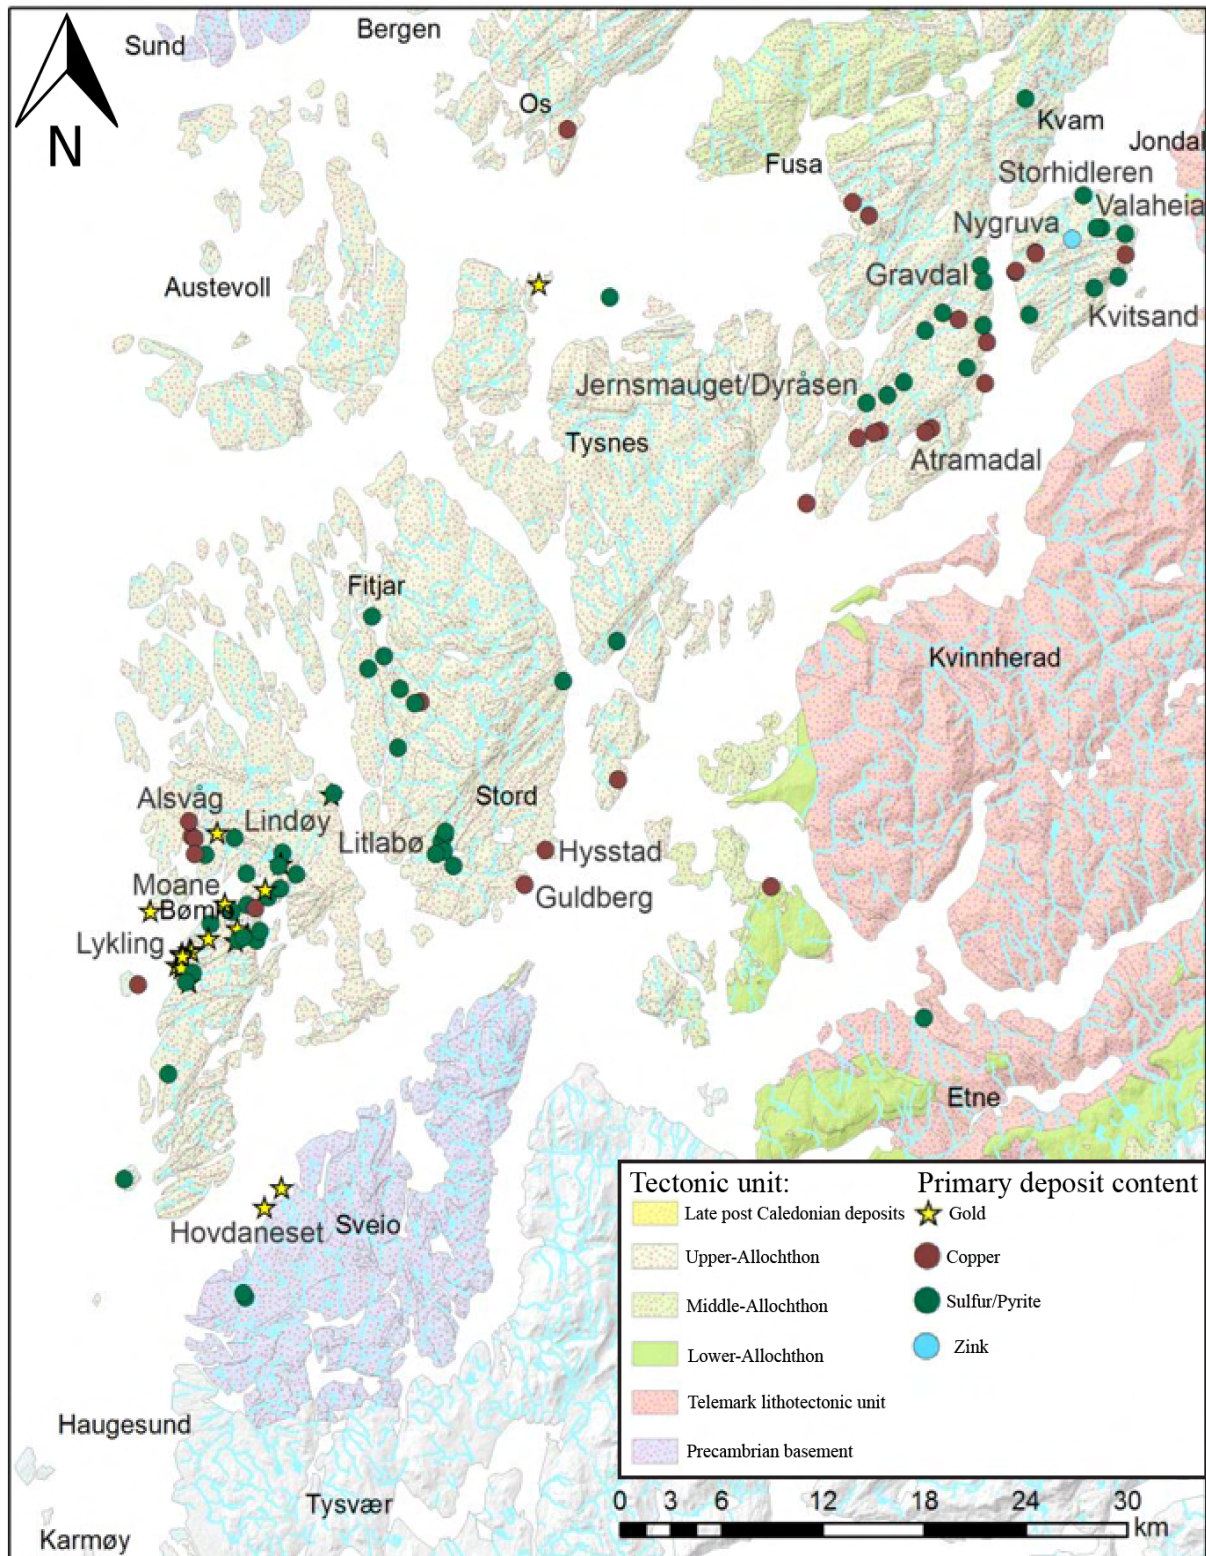 Bergen
Sund
Os
Kvam
Jondal
Fusa
Storhidleren
Valaheia
Nygruva
N
Gravdal
Austevoll
Kvitsand
Jernsmauget/Dyråsen
Tysnes
Atramadal
Fitjar
Kvinnherad
Alsvåg
Stord
Lindøy
Litlabø
Hysstad
Moane
Guldberg
Bømlo
Lykling
Etne
Hovdaneset
Sveio
Haugesund
Tysvær
Karmøy
Tectonic unit:
Late post Caledonian deposits
Upper-Allochthon
Middle-Allochthon
Lower-Allochthon
Telemark lithotectonic unit
Precambrian basement
Primary deposit content
Gold
Copper
Sulfur/Pyrite
Zink
0 3 6 12 18 24 30
km